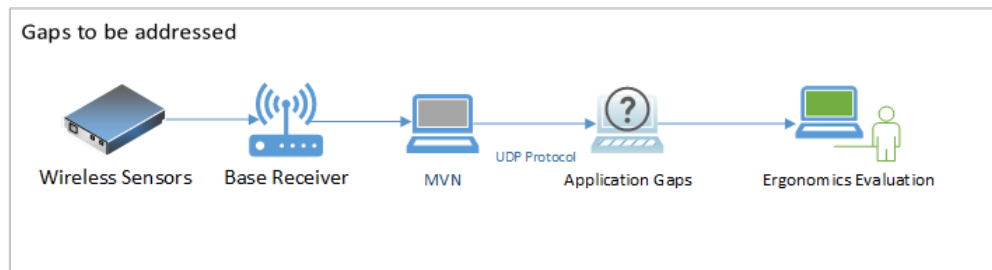 Gaps to be addressed
?
UDP Protocol
Wireless Sensors
Base Receiver
MVN
Application Gaps
Ergonomics Evaluation